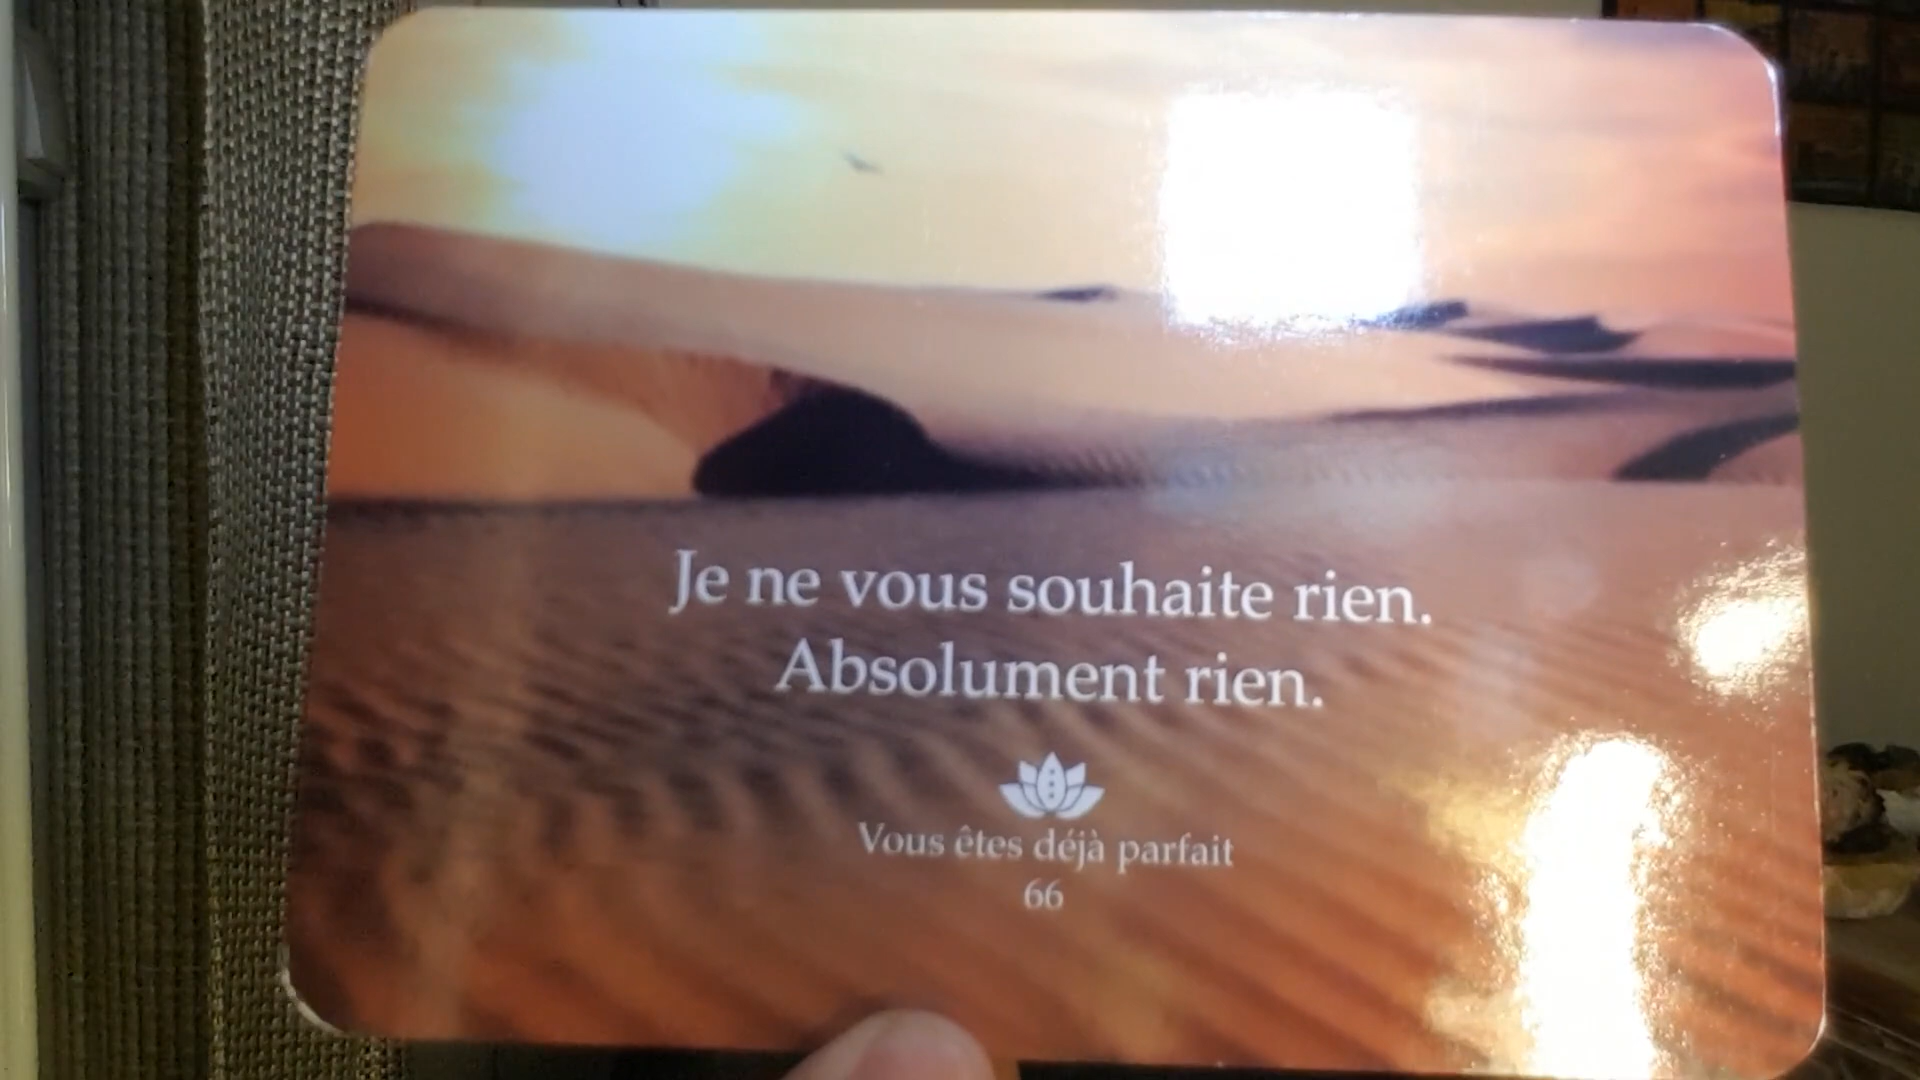 Je ne vous souhaite rien.
Absolument rien.
Vous êtes déjà parfait
66